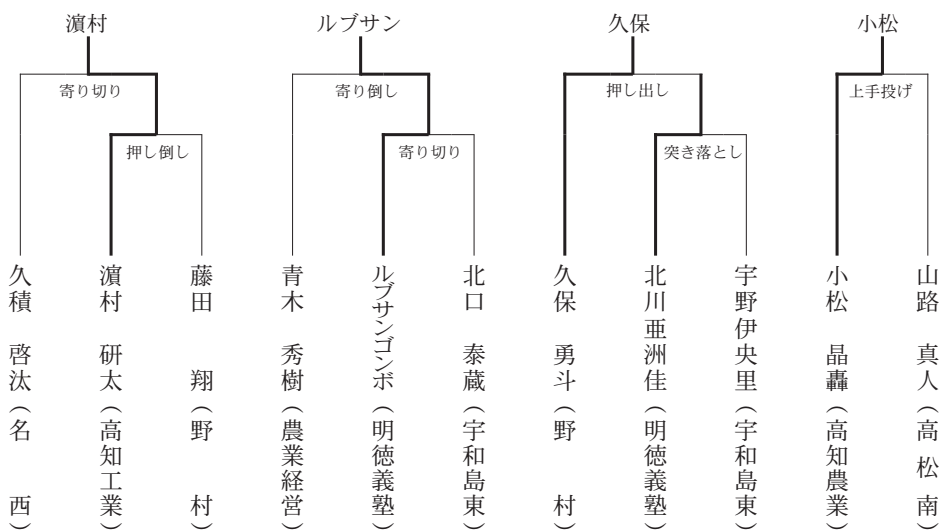 濵村
ルブサン
久保
小松
寄り切り
寄り倒し
押し出し
上手投げ
押し倒し
寄り切り
突き落とし
久積 啓汰(名 西)
濵村 研太(高知工業)
藤田 翔(野 村)
青木 秀樹(農業経営)
ルブサンゴンボ(明徳義塾)
北口 泰蔵(宇和島東)
久保 勇斗(野 村)
北川亜洲佳(明徳義塾)
宇野伊央里(宇和島東)
小松 晶轟(高知農業)
山路 真人(高松南)